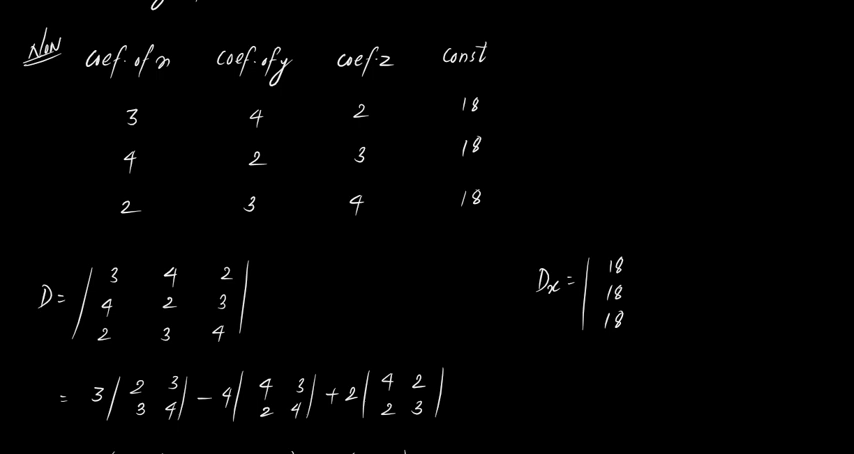 Now coef. of x coef. of y coef. z const
3 4 2 18
4 2 3 18
2 3 4 18
D = | 3 4 2 | Dx = | 18
| 4 2 3 | | 18
| 2 3 4 | | 18
= 3 | 2 3 | - 4 | 4 3 | + 2 | 4 2 |
| 3 4 | | 2 4 | | 2 3 |